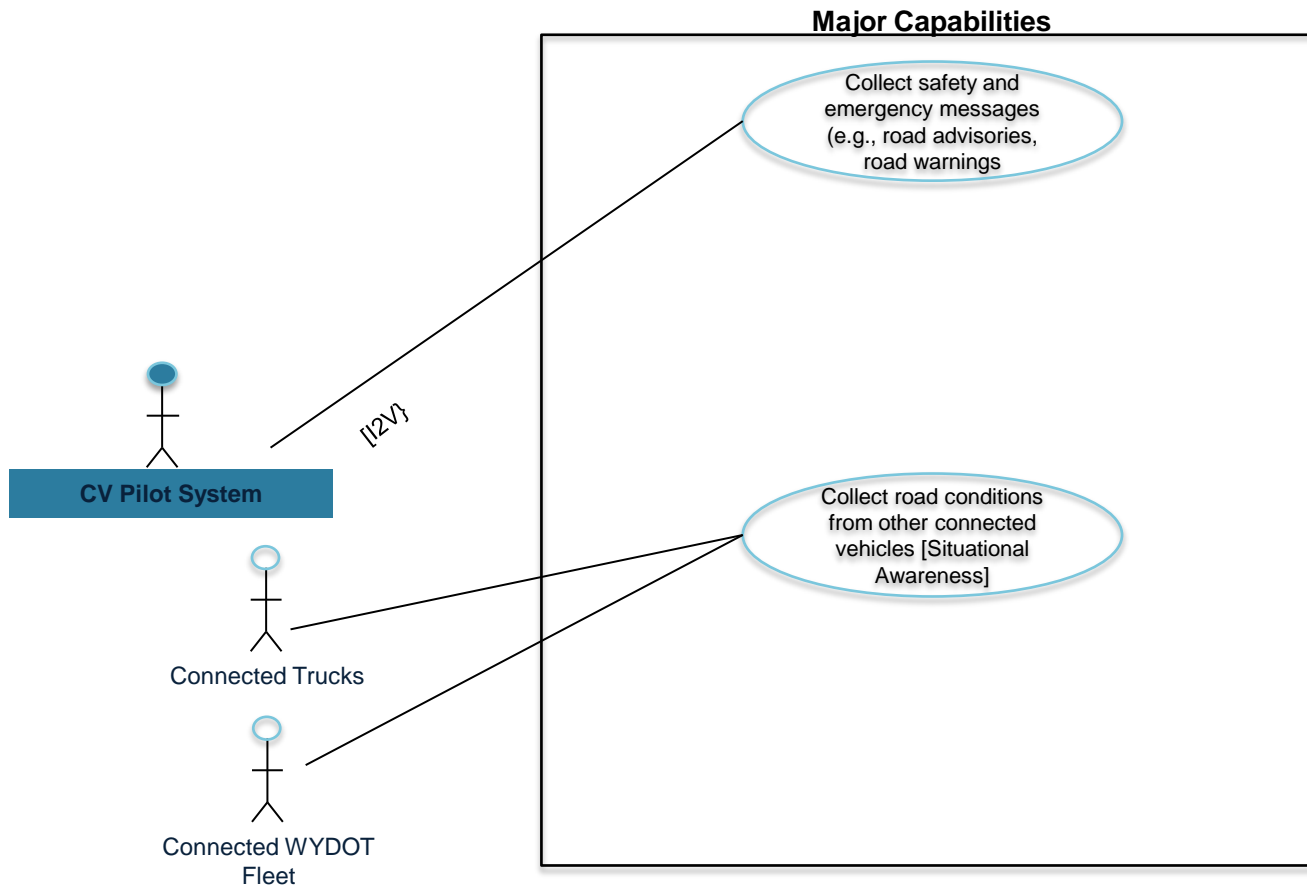 Major Capabilities
Collect safety and
emergency messages
(e.g., road advisories,
road warnings
[I2V}
CV Pilot System
Collect road conditions
from other connected
vehicles [Situational
Awareness]
Connected Trucks
Connected WYDOT
Fleet